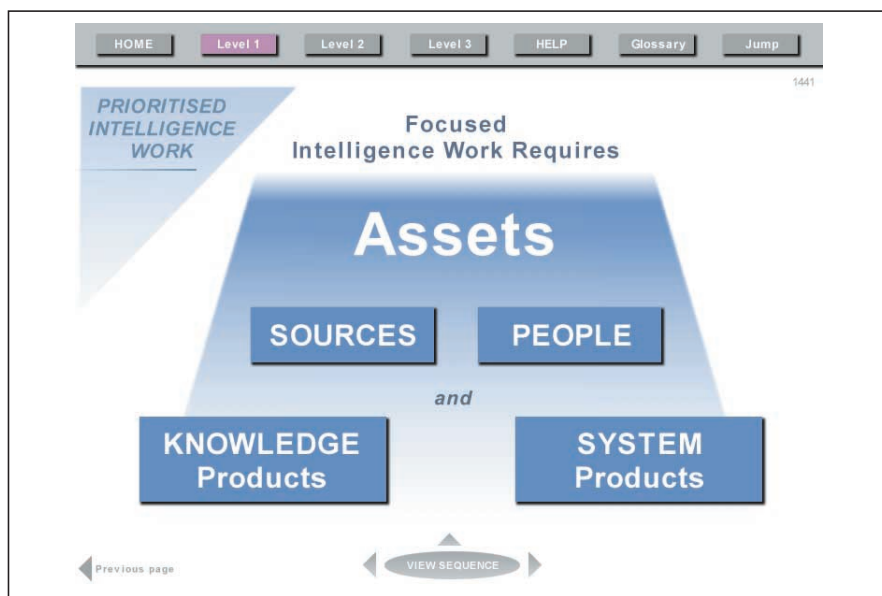 HOME Level 1 Level 2 Level 3 HELP Glossary Jump
1441
PRIORITISED
INTELLIGENCE
WORK
Focused
Intelligence Work Requires
Assets
SOURCES PEOPLE
and
KNOWLEDGE
Products
SYSTEM
Products
Previous page
VIEW SEQUENCE